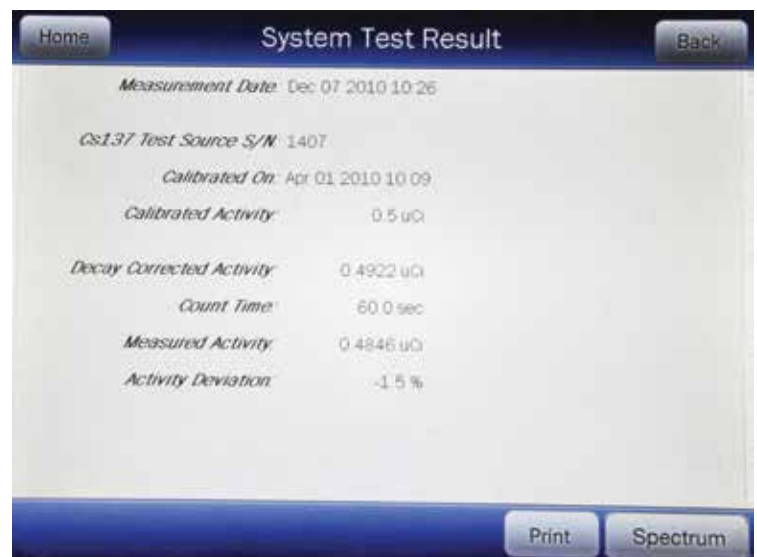 Home
System Test Result
Back
Measurement Date: Dec 07 2010 10:26
Cs137 Test Source S/N: 1407
Calibrated On: Apr 01 2010 10:09
Calibrated Activity: 0.5 uCi
Decay Corrected Activity: 0.4922 uCi
Count Time: 60.0 sec
Measured Activity: 0.4846 uCi
Activity Deviation: -1.5 %
Print
Spectrum